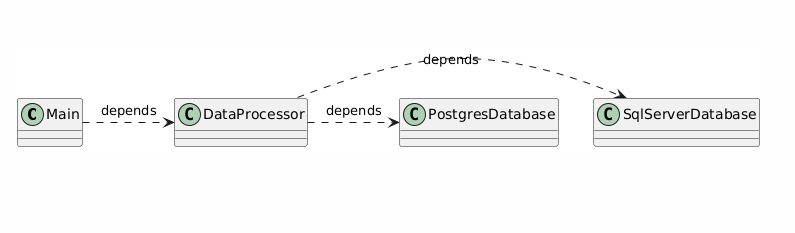 depends
C Main
depends
C DataProcessor
depends
C PostgresDatabase
C SqlServerDatabase